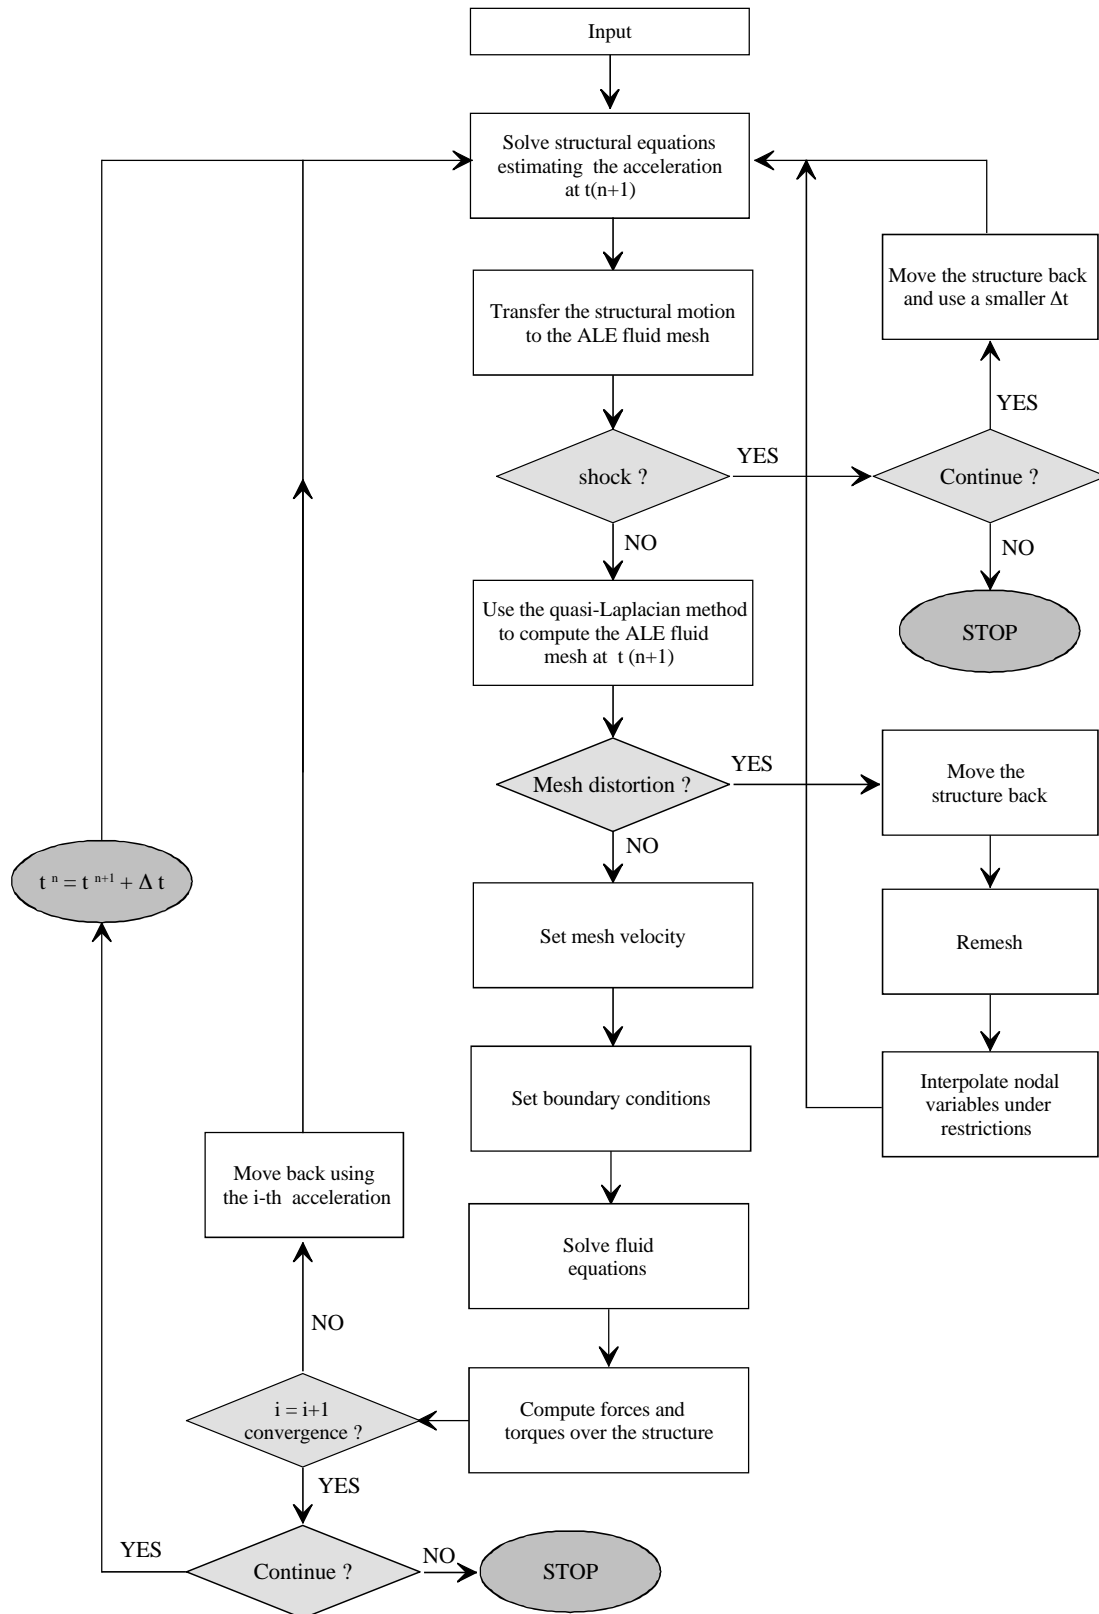 Input
Solve structural equations
estimating the acceleration
at t(n+1)
Move the structure back
and use a smaller Δt
Transfer the structural motion
to the ALE fluid mesh
YES
shock ?
YES
Continue ?
NO
NO
Use the quasi-Laplacian method
to compute the ALE fluid
mesh at t (n+1)
STOP
Mesh distortion ?
YES
Move the
structure back
NO
t n = t n+1 + Δ t
Set mesh velocity
Remesh
Set boundary conditions
Interpolate nodal
variables under
restrictions
Move back using
the i-th acceleration
Solve fluid
equations
NO
i = i+1
convergence ?
Compute forces and
torques over the structure
YES
YES
Continue ?
NO
STOP